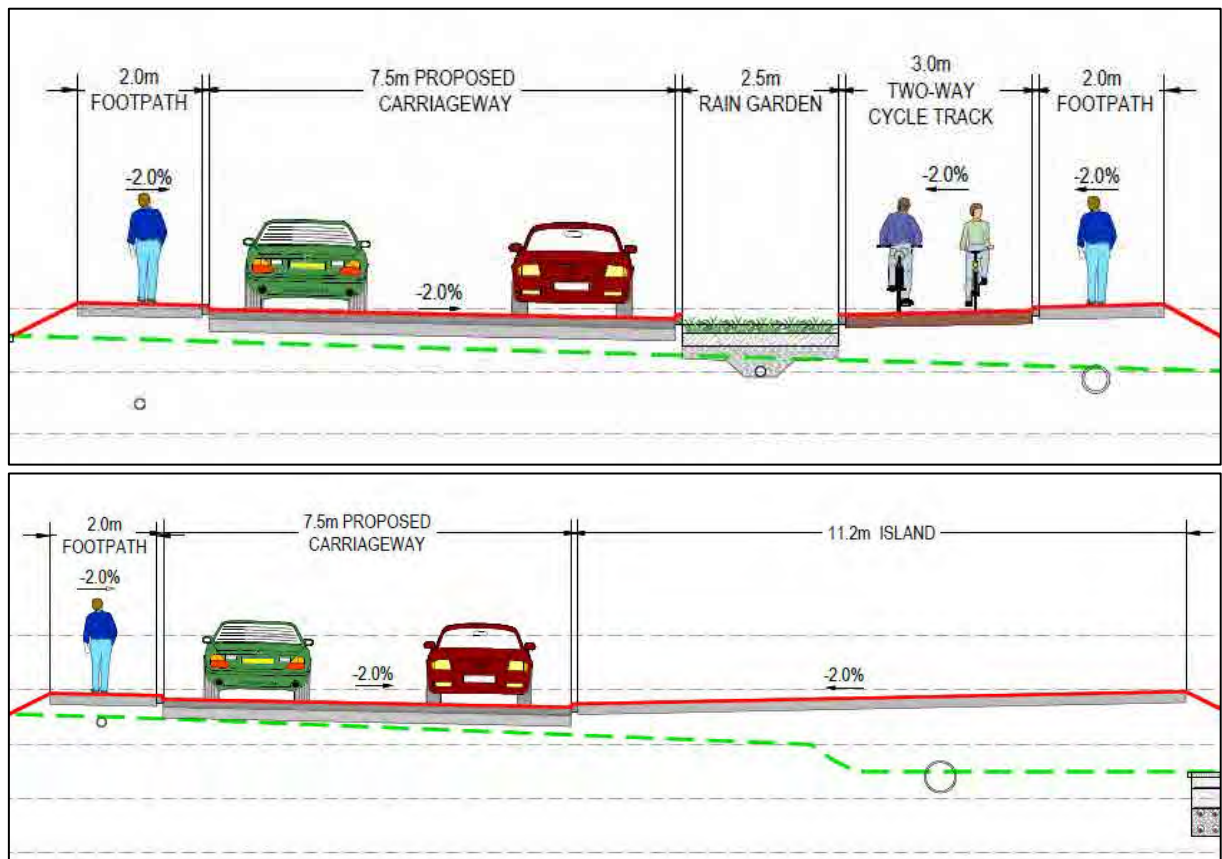 2.0m
FOOTPATH
7.5m PROPOSED
CARRIAGEWAY
2.5m
RAIN GARDEN
3.0m
TWO-WAY
CYCLE TRACK
2.0m
FOOTPATH
-2.0%
-2.0%
-2.0%
-2.0%
2.0m
FOOTPATH
7.5m PROPOSED
CARRIAGEWAY
11.2m ISLAND
-2.0%
-2.0%
-2.0%